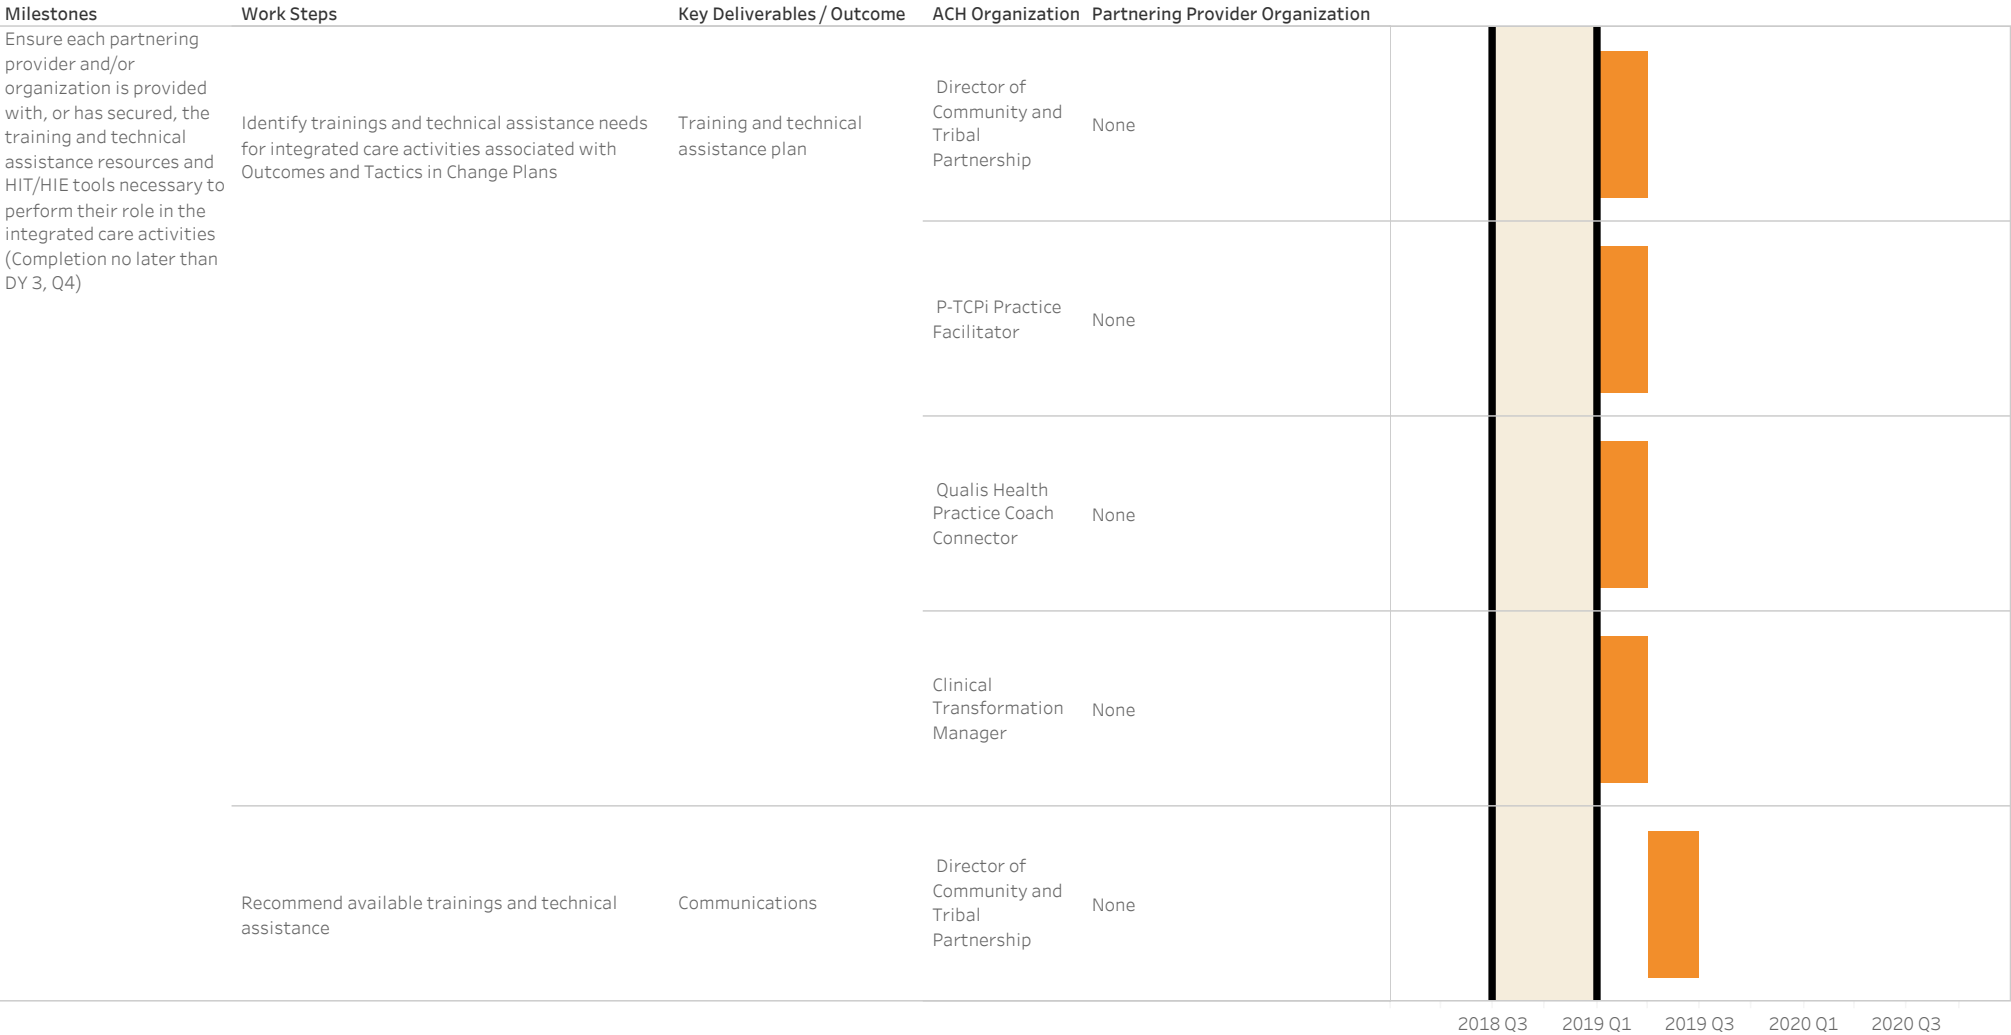 Milestones
Work Steps
Key Deliverables / Outcome
ACH Organization
Partnering Provider Organization
Ensure each partnering
provider and/or
organization is provided
with, or has secured, the
training and technical
assistance resources and
HIT/HIE tools necessary to
perform their role in the
integrated care activities
(Completion no later than
DY 3, Q4)
Identify trainings and technical assistance needs
for integrated care activities associated with
Outcomes and Tactics in Change Plans
Training and technical
assistance plan
Director of
Community and
Tribal
Partnership
None
P-TCPi Practice
Facilitator
None
Qualis Health
Practice Coach
Connector
None
Clinical
Transformation
Manager
None
Recommend available trainings and technical
assistance
Communications
Director of
Community and
Tribal
Partnership
None
2018 Q3
2019 Q1
2019 Q3
2020 Q1
2020 Q3